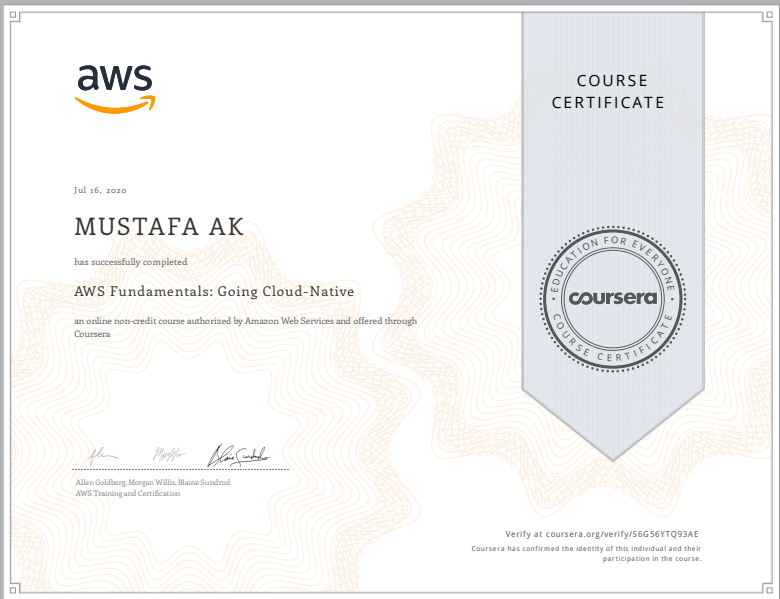 aws
COURSE
CERTIFICATE
Jul 16, 2020
MUSTAFA AK
has successfully completed
AWS Fundamentals: Going Cloud-Native
an online non-credit course authorized by Amazon Web Services and offered through
Coursera
EDUCATION FOR EVERYONE
coursera
COURSE CERTIFICATE
Blaine Sundrud
Allen Goldberg, Morgan Willis, Blaine Sundrud
AWS Training and Certification
Verify at coursera.org/verify/S6G56YTQ93AE
Coursera has confirmed the identity of this individual and their
participation in the course.